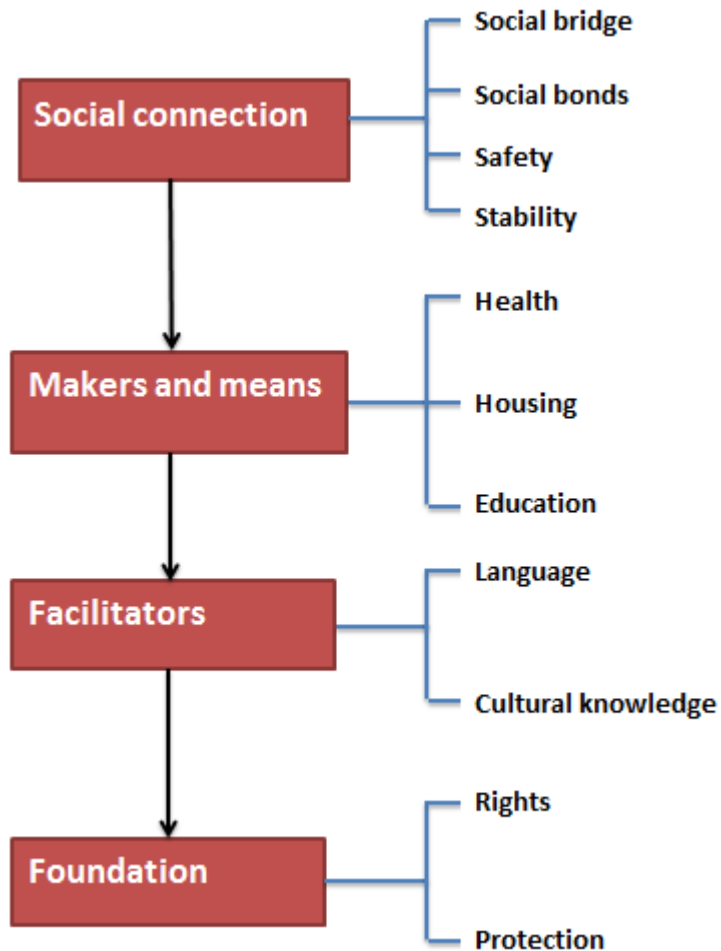 Social connection
Social bridge
Social bonds
Safety
Stability
Makers and means
Health
Housing
Education
Facilitators
Language
Cultural knowledge
Foundation
Rights
Protection